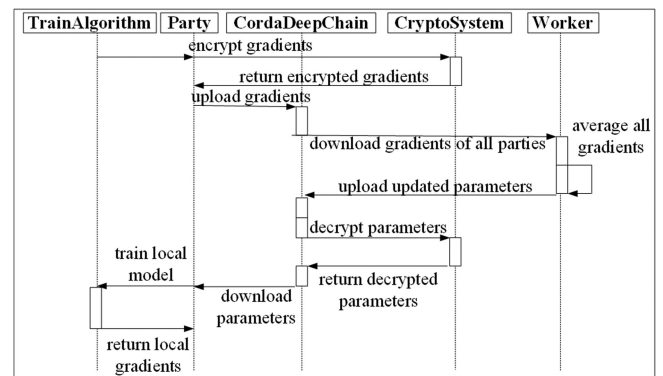 TrainAlgorithm Party CordaDeepChain CryptoSystem Worker
encrypt gradients
return encrypted gradients
upload gradients
download gradients of all parties
average all
gradients
upload updated parameters
decrypt parameters
train local
model
return decrypted
parameters
download
parameters
return local
gradients